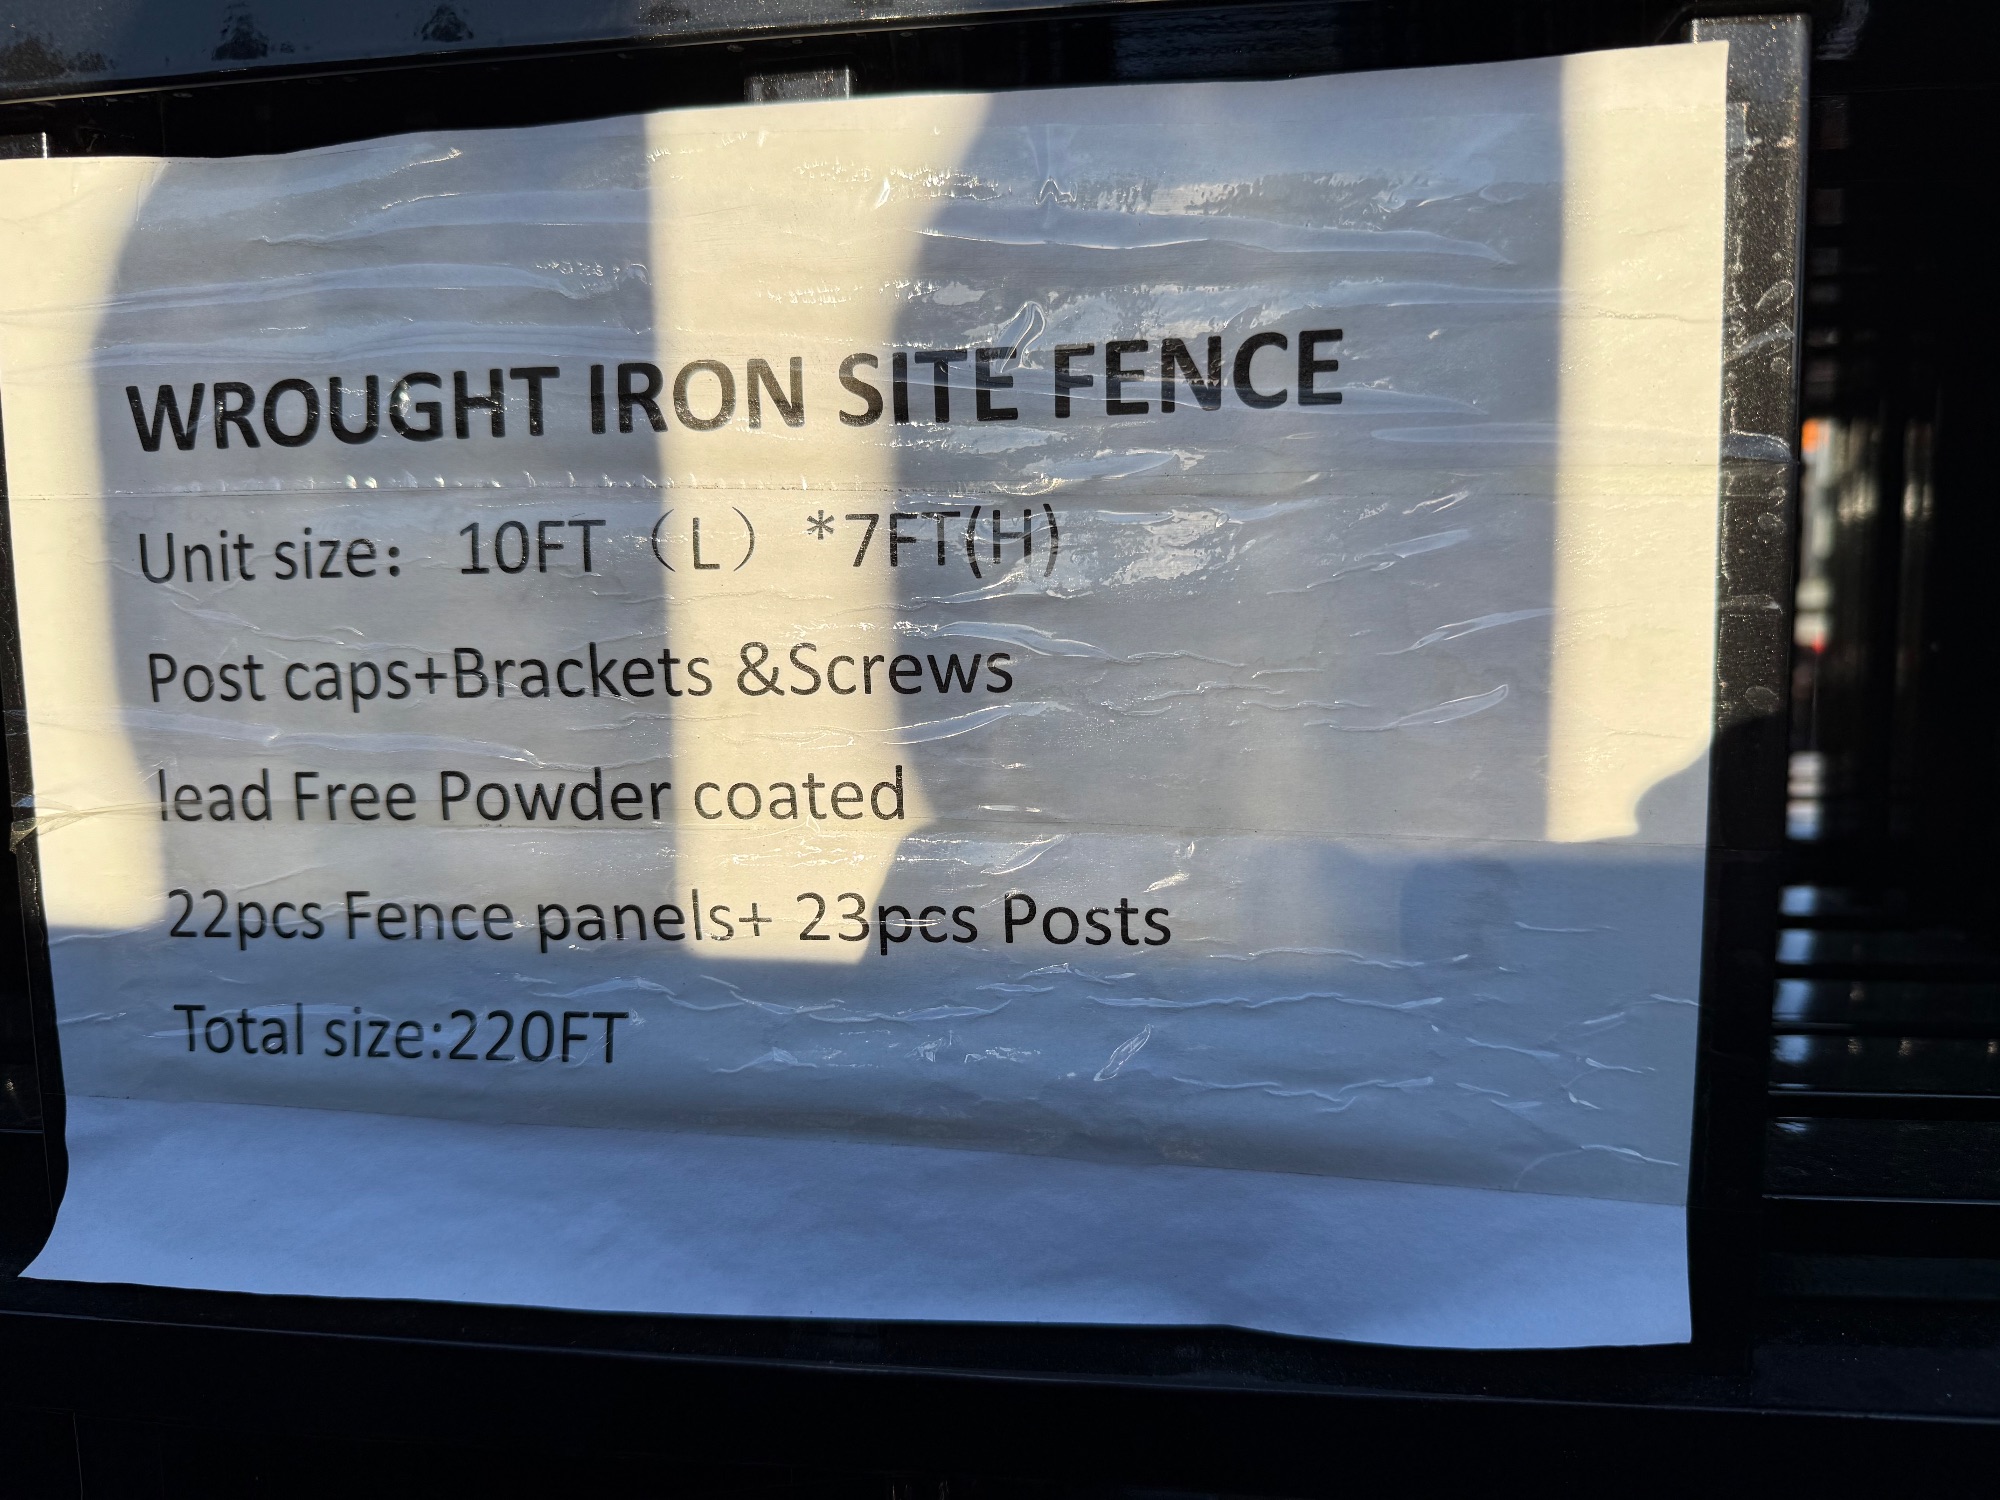 WROUGHT IRON SITE FENCE
Unit size： 10FT （L） *7FT(H)
Post caps+Brackets &Screws
lead Free Powder coated
22pcs Fence panels+ 23pcs Posts
Total size:220FT